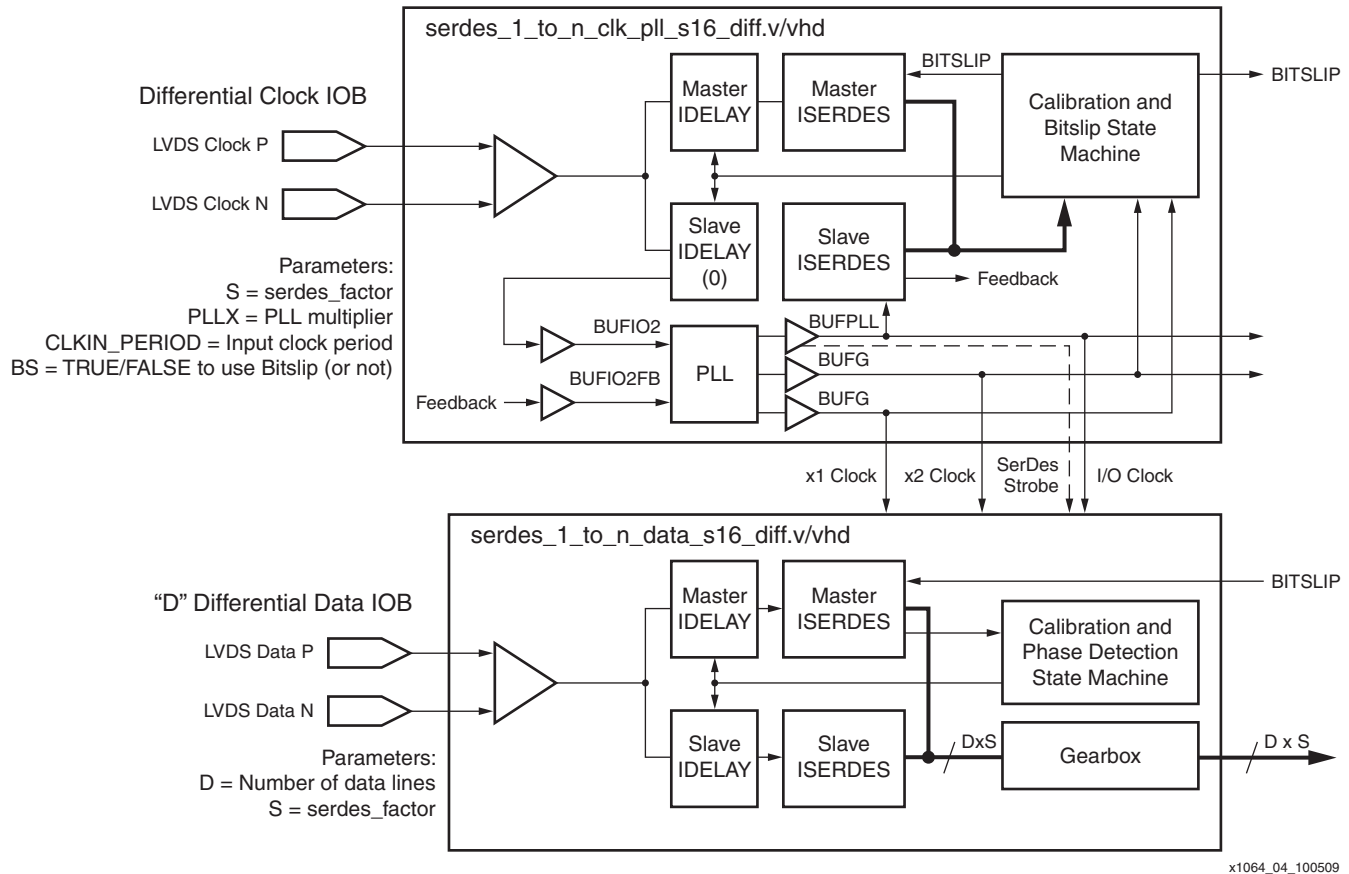 serdes_1_to_n_clk_pll_s16_diff.v/vhd
Differential Clock IOB
LVDS Clock P
LVDS Clock N
Parameters:
S = serdes_factor
PLLX = PLL multiplier
CLKIN_PERIOD = Input clock period
BS = TRUE/FALSE to use Bitslip (or not)
Master
IDELAY
Master
ISERDES
BITSLIP
Calibration and
Bitslip State
Machine
BITSLIP
Slave
IDELAY
(0)
Slave
ISERDES
Feedback
BUFIO2
BUFPLL
PLL
BUFG
Feedback
BUFIO2FB
BUFG
x1 Clock
x2 Clock
SerDes
Strobe
I/O Clock
serdes_1_to_n_data_s16_diff.v/vhd
"D" Differential Data IOB
LVDS Data P
LVDS Data N
Parameters:
D = Number of data lines
S = serdes_factor
Master
IDELAY
Master
ISERDES
BITSLIP
Calibration and
Phase Detection
State Machine
Slave
IDELAY
Slave
ISERDES
DxS
Gearbox
D x S
x1064_04_100509